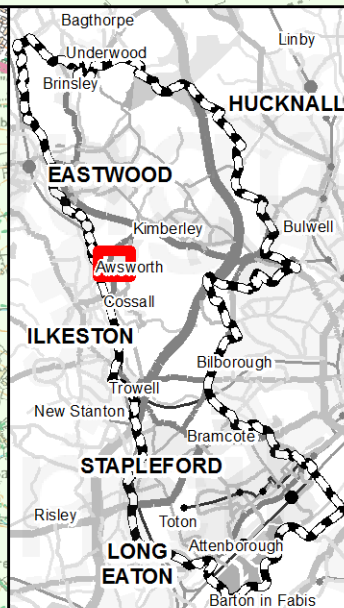 Bagthorpe
Linby
Underwood
Brinsley
HUCKNALL
EASTWOOD
Kimberley
Bulwell
Awsworth
Cossall
ILKESTON
Bilborough
Trowell
New Stanton
Bramcote
STAPLEFORD
Risley
Toton
Attenborough
LONG
EATON
Barton in Fabis